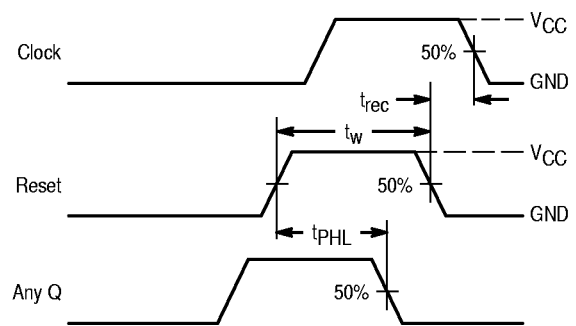 V_CC
Clock
50%
GND
t_rec
t_w
V_CC
Reset
50%
GND
t_PHL
Any Q
50%